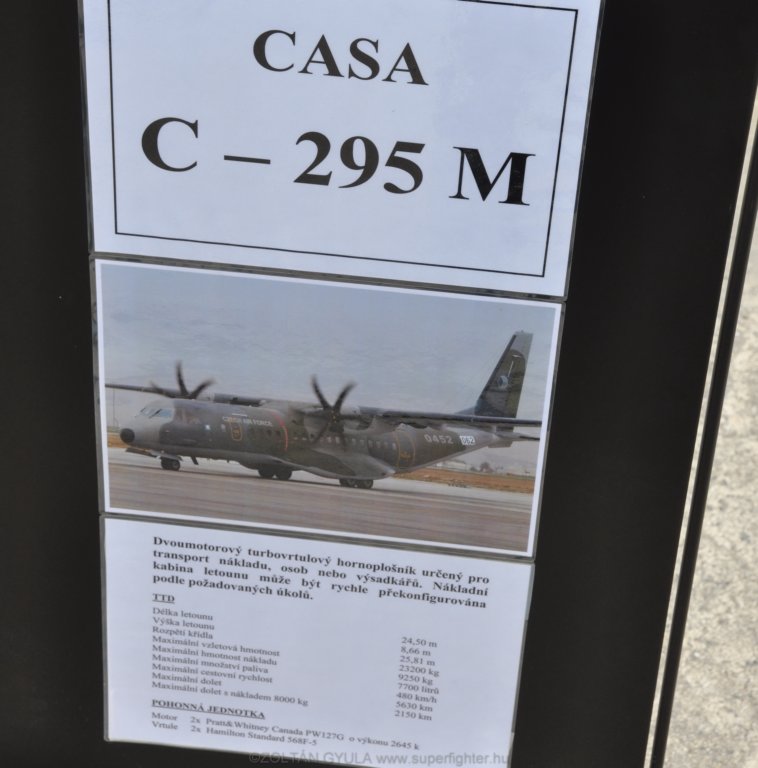 CASA
C – 295 M
CZECH AIR FORCE
0452
Dvoumotorový turbovrtulový hornoplošník určený pro
transport nákladu, osob nebo výsadkářů. Nákladní
kabina letounu může být rychle překonfigurována
podle požadovaných úkolů.
TTD
Délka letounu 24,50 m
Výška letounu 8,66 m
Rozpětí křídla 25,81 m
Maximální vzletová hmotnost 23200 kg
Maximální hmotnost nákladu 9250 kg
Maximální množství paliva 7700 litrů
Maximální cestovní rychlost 480 km/h
Maximální dolet 5630 km
Maximální dolet s nákladem 8000 kg 2150 km
POHONNÁ JEDNOTKA
Motor 2x Pratt&Whitney Canada PW127G o výkonu 2645 k
Vrtule 2x Hamilton Standard 568F-5
©ZOLTÁN GYULA www.superfighter.hu